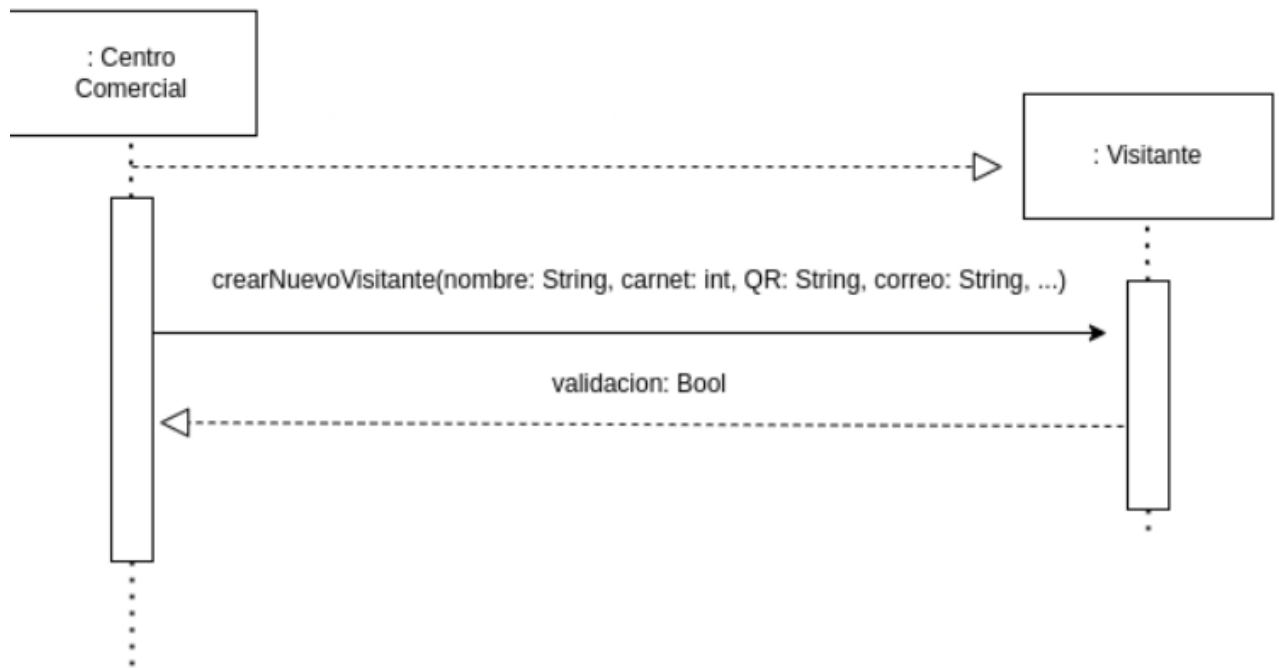 : Centro
Comercial
: Visitante
crearNuevoVisitante(nombre: String, carnet: int, QR: String, correo: String, ...)
validacion: Bool